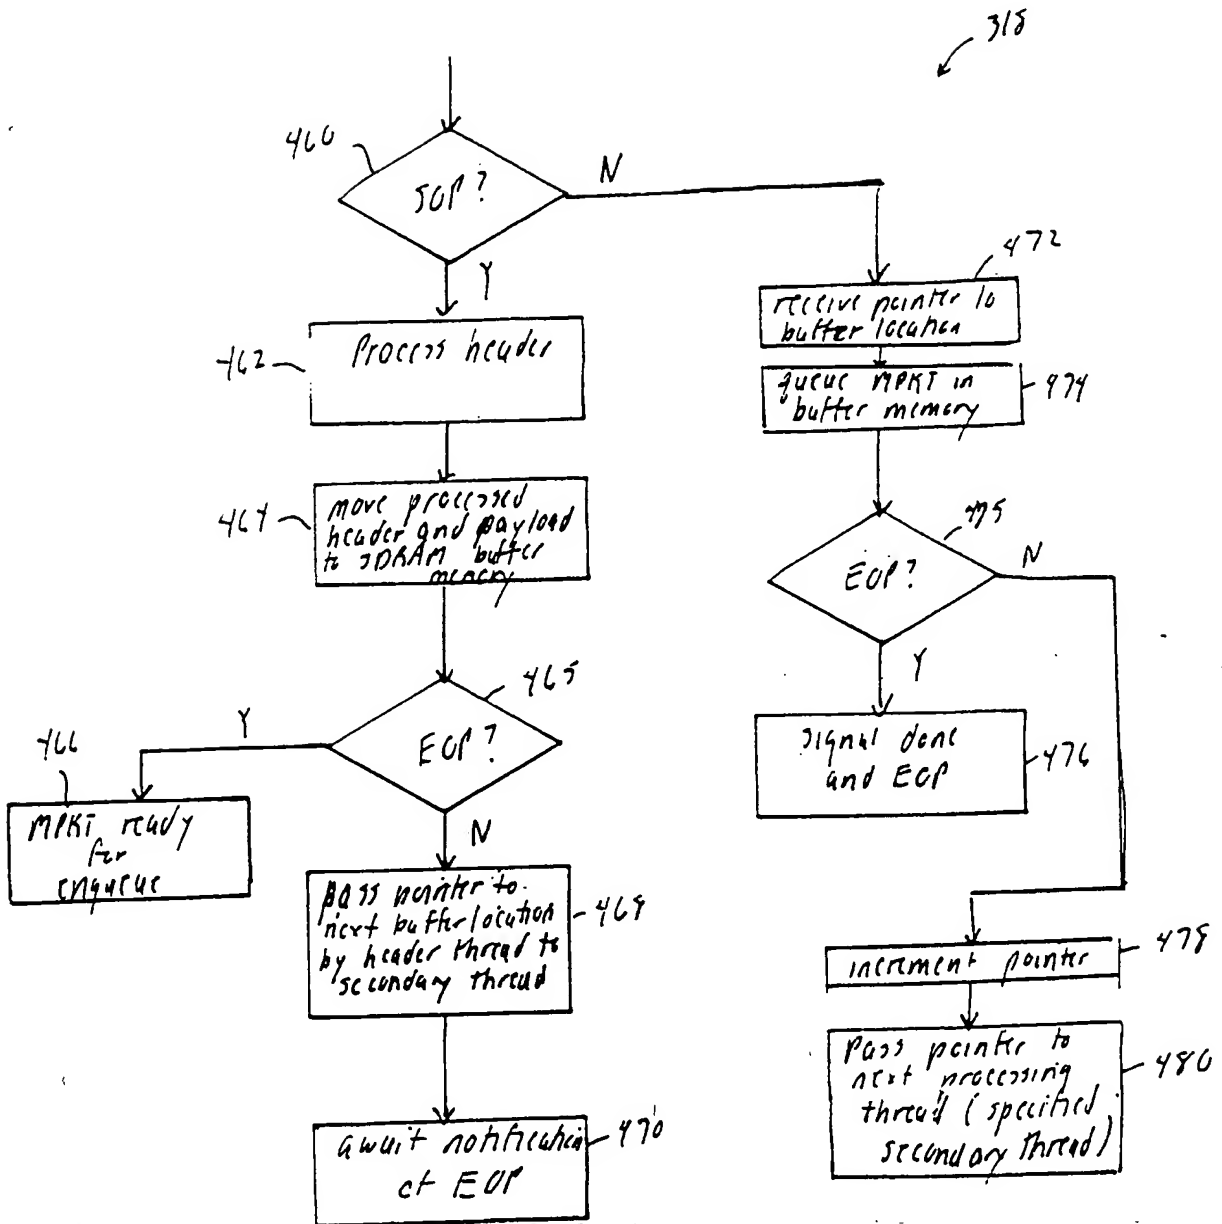 318
460
SOP?
N
Y
462
Process header
464
move processed
header and payload
to SDRAM buffer
memory
465
EOP?
Y
N
466
MPKT ready
for
enqueue
pass pointer to
next buffer location
by header thread to
secondary thread
468
await notification
of EOP
470
472
receive pointer to
buffer location
queue MPKT in
buffer memory
474
475
EOP?
N
Y
signal done
and EOP
476
increment pointer
478
Pass pointer to
next processing
thread (specified
secondary thread)
480